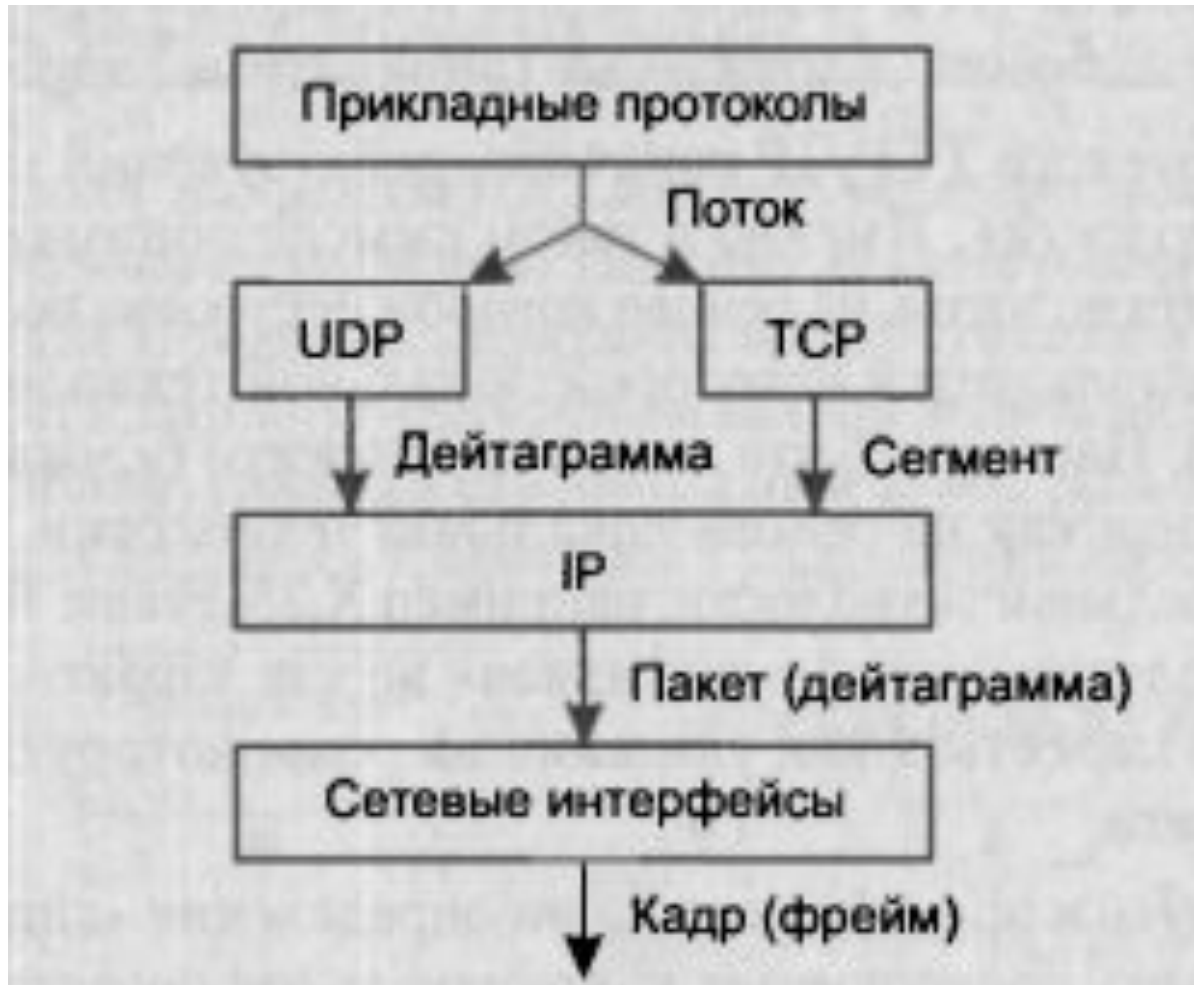 Прикладные протоколы
Поток
UDP
TCP
Дейтаграмма
Сегмент
IP
Пакет (дейтаграмма)
Сетевые интерфейсы
Кадр (фрейм)